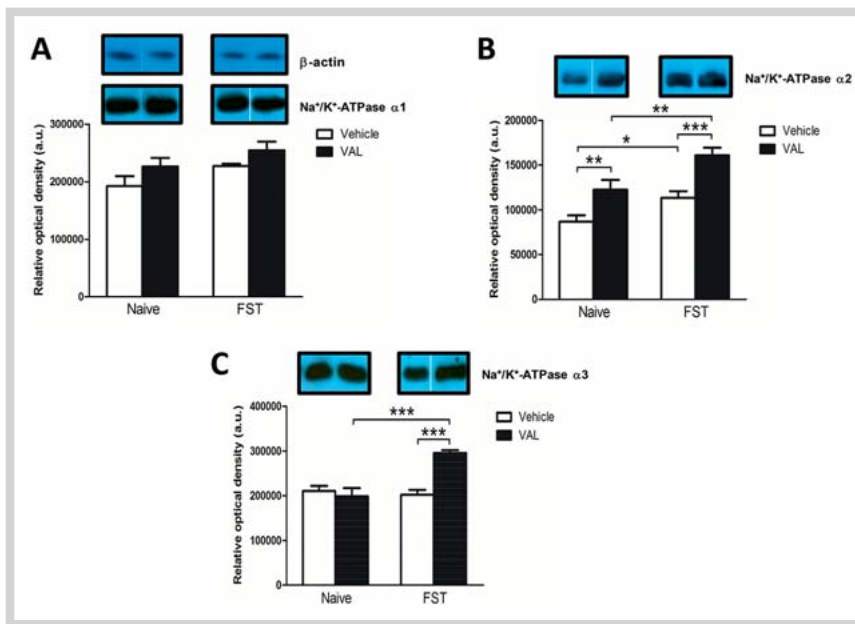 A
β-actin
Na⁺/K⁺-ATPase α1
Relative optical density (a.u.)
300000
200000
100000
0
Naive
FST
Vehicle
VAL
B
Na⁺/K⁺-ATPase α2
Relative optical density (a.u.)
200000
150000
100000
50000
0
**
*
**
***
Naive
FST
Vehicle
VAL
C
Na⁺/K⁺-ATPase α3
Relative optical density (a.u.)
400000
300000
200000
100000
0
***
***
Naive
FST
Vehicle
VAL